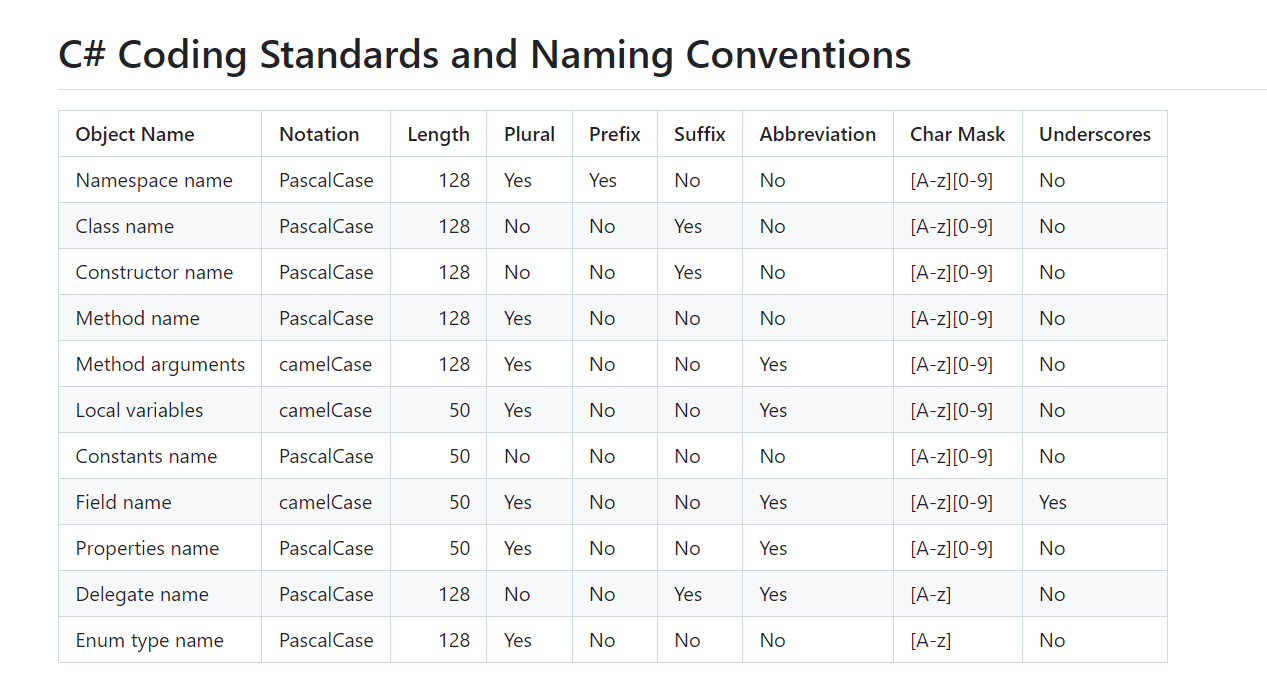 C# Coding Standards and Naming Conventions
Object Name Notation Length Plural Prefix Suffix Abbreviation Char Mask Underscores
Namespace name PascalCase 128 Yes Yes No No [A-z][0-9] No
Class name PascalCase 128 No No Yes No [A-z][0-9] No
Constructor name PascalCase 128 No No Yes No [A-z][0-9] No
Method name PascalCase 128 Yes No No No [A-z][0-9] No
Method arguments camelCase 128 Yes No No Yes [A-z][0-9] No
Local variables camelCase 50 Yes No No Yes [A-z][0-9] No
Constants name PascalCase 50 No No No No [A-z][0-9] No
Field name camelCase 50 Yes No No Yes [A-z][0-9] Yes
Properties name PascalCase 50 Yes No No Yes [A-z][0-9] No
Delegate name PascalCase 128 No No Yes Yes [A-z] No
Enum type name PascalCase 128 Yes No No No [A-z] No